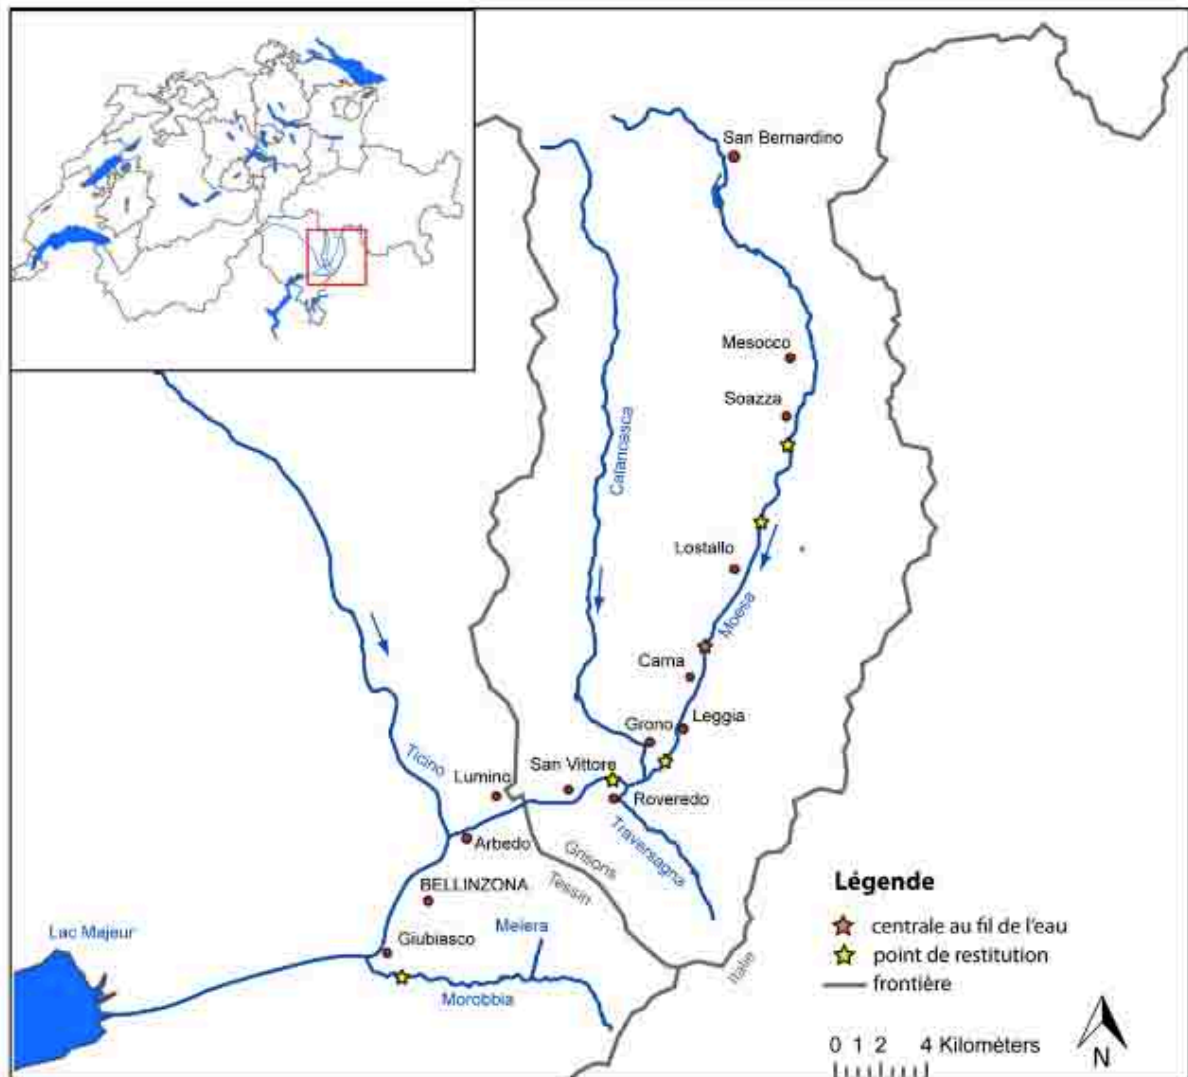 San Bernardino
Mesocco
Soazza
Calancasca
Lostallo
Moesa
Cama
Leggia
Grono
San Vittore
Ticino
Lumino
Roveredo
Arbedo
Traversagna
Grisons
Tessin
BELLINZONA
Légende
centrale au fil de l'eau
Lac Majeur
Melera
Giubiasco
point de restitution
Italie
frontière
Morobbia
0 1 2 4 Kilométers
N